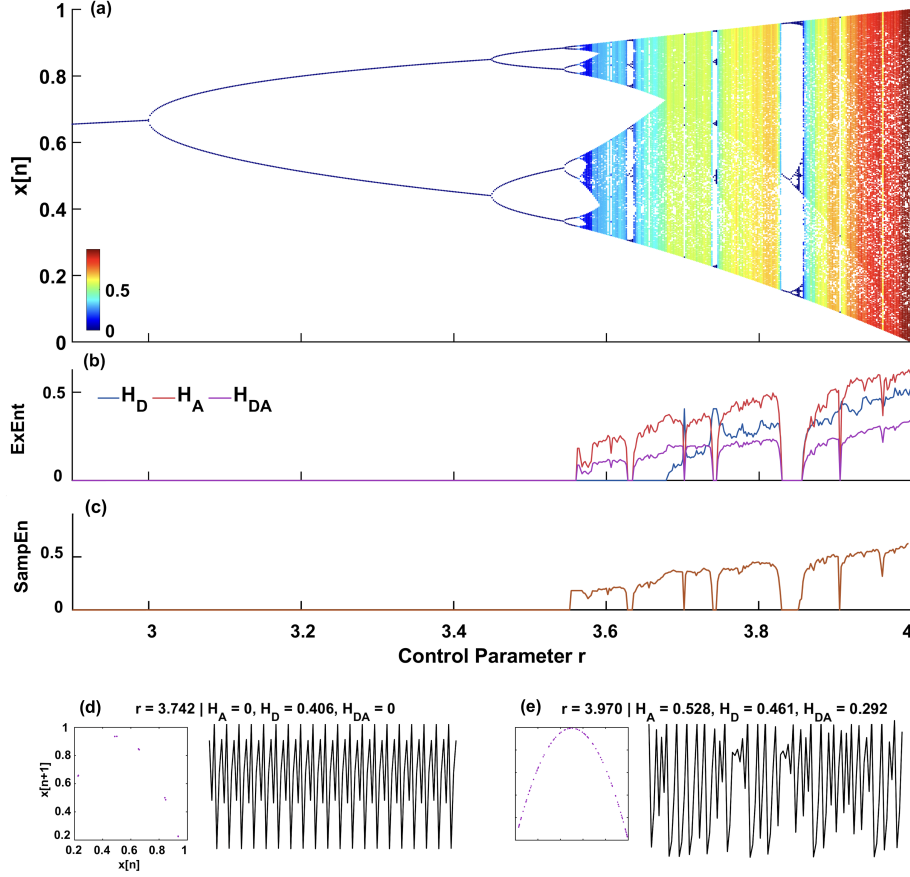 (a)
1
0.8
0.6
0.4
0.2
0
x[n]
0.5
0
(b)
H_D H_A H_DA
0.5
0
ExEnt
(c)
0.5
0
SampEn
3 3.2 3.4 3.6 3.8 4
Control Parameter r
(d) r = 3.742 | H_A = 0, H_D = 0.406, H_DA = 0
1
0.8
0.6
0.4
0.2
x[n+1]
0.2 0.4 0.6 0.8 1
x[n]
(e) r = 3.970 | H_A = 0.528, H_D = 0.461, H_DA = 0.292